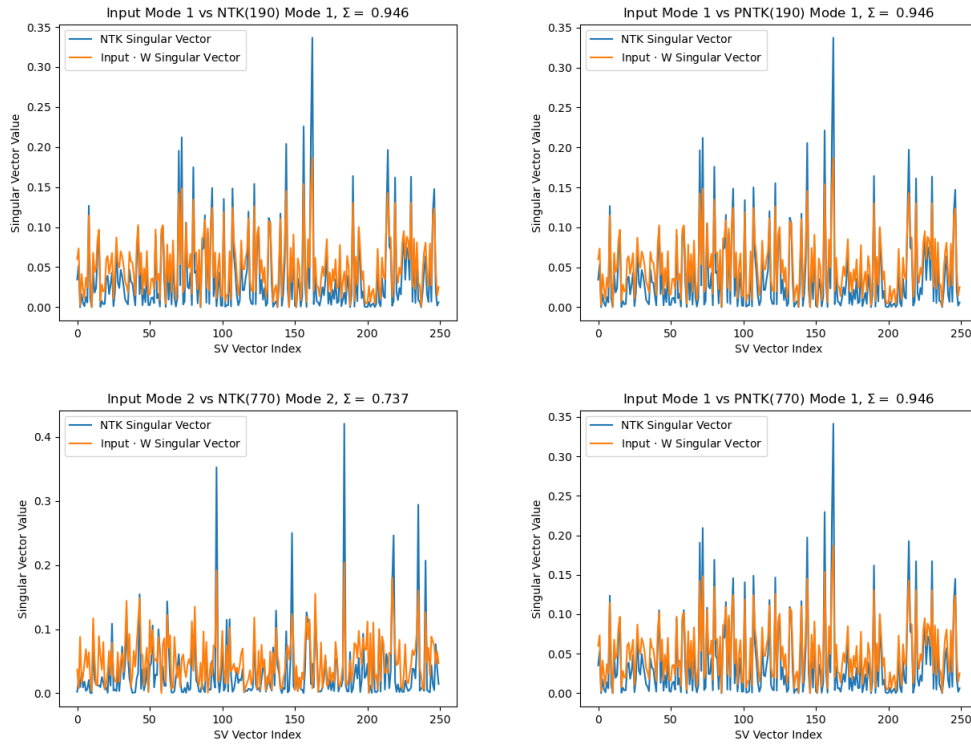 Input Mode 1 vs NTK(190) Mode 1, Σ = 0.946
NTK Singular Vector
Input · W Singular Vector
Singular Vector Value
0.35
0.30
0.25
0.20
0.15
0.10
0.05
0.00
0 50 100 150 200 250
SV Vector Index
Input Mode 1 vs PNTK(190) Mode 1, Σ = 0.946
NTK Singular Vector
Input · W Singular Vector
Singular Vector Value
0.35
0.30
0.25
0.20
0.15
0.10
0.05
0.00
0 50 100 150 200 250
SV Vector Index
Input Mode 2 vs NTK(770) Mode 2, Σ = 0.737
NTK Singular Vector
Input · W Singular Vector
Singular Vector Value
0.4
0.3
0.2
0.1
0.0
0 50 100 150 200 250
SV Vector Index
Input Mode 1 vs PNTK(770) Mode 1, Σ = 0.946
NTK Singular Vector
Input · W Singular Vector
Singular Vector Value
0.35
0.30
0.25
0.20
0.15
0.10
0.05
0.00
0 50 100 150 200 250
SV Vector Index